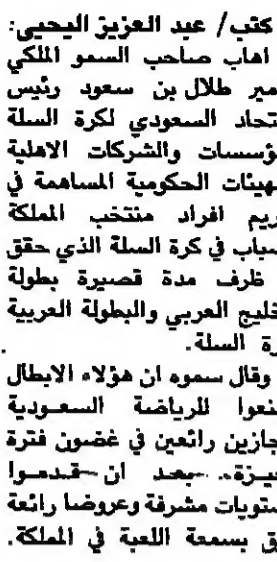 كتب/ عبد العزيز اليحيى:
اهاب صاحب السمو الملكي
مير طلال بن سعود رئيس
تحاد السعودي لكرة السلة
ؤسسات والشركات الاهلية
هيئات الحكومية المساهمة في
ريم افراد منتخب المملكة
سباب في كرة السلة الذي حقق
ظرف مدة قصيرة بطولة
خليج العربي والبطولة العربية
رة السلة.
وقال سموه ان هؤلاء الابطال
نعوا للرياضة السعودية
جازين رائعين في غضون فترة
يزة. بعد ان قدموا
ستويات مشرفة وعروضا رائعة
ق بسمعة اللعبة في المملكة.